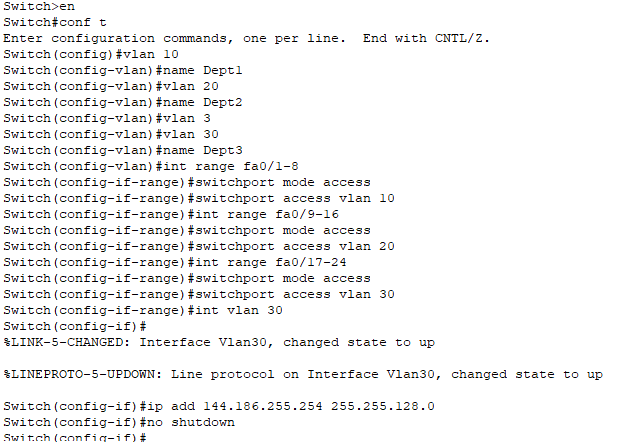 Switch>en
Switch#conf t
Enter configuration commands, one per line.  End with CNTL/Z.
Switch(config)#vlan 10
Switch(config-vlan)#name Dept1
Switch(config-vlan)#vlan 20
Switch(config-vlan)#name Dept2
Switch(config-vlan)#vlan 3
Switch(config-vlan)#vlan 30
Switch(config-vlan)#name Dept3
Switch(config-vlan)#int range fa0/1-8
Switch(config-if-range)#switchport mode access
Switch(config-if-range)#switchport access vlan 10
Switch(config-if-range)#int range fa0/9-16
Switch(config-if-range)#switchport mode access
Switch(config-if-range)#switchport access vlan 20
Switch(config-if-range)#int range fa0/17-24
Switch(config-if-range)#switchport mode access
Switch(config-if-range)#switchport access vlan 30
Switch(config-if-range)#int vlan 30
Switch(config-if)#
%LINK-5-CHANGED: Interface Vlan30, changed state to up
%LINEPROTO-5-UPDOWN: Line protocol on Interface Vlan30, changed state to up
Switch(config-if)#ip add 144.186.255.254 255.255.128.0
Switch(config-if)#no shutdown
Switch(config-if)#